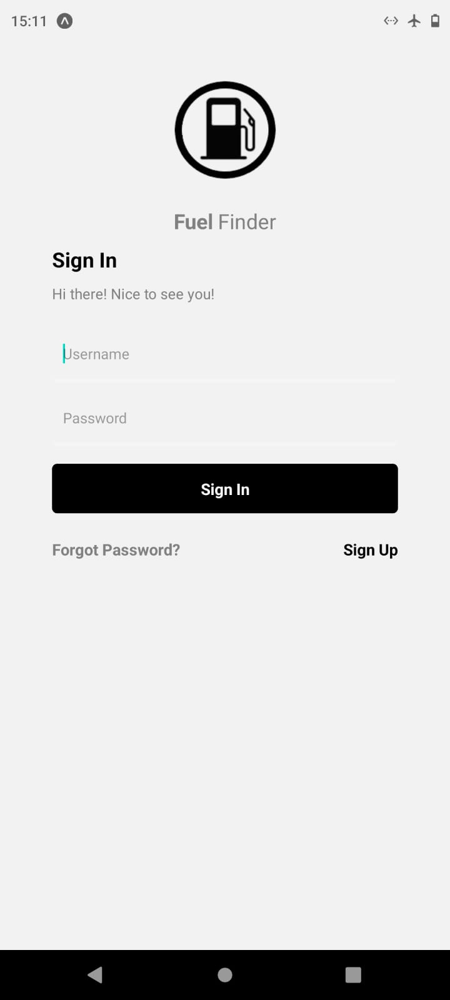 15:11
Fuel Finder
Sign In
Hi there! Nice to see you!
Username
Password
Sign In
Forgot Password? Sign Up